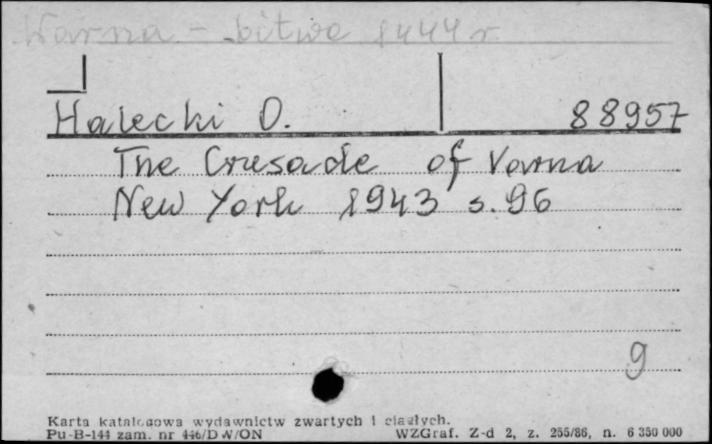 Warna - bitwa 1444 r.
Halecki O. 88957
The Crusade of Varna
New York 1943 s. 96
9
Karta katalogowa wydawnictw zwartych i ciągłych.
Pu-B-144 zam. nr 446/DW/ON WZGraf. Z-d 2, z. 255/86, n. 6 350 000